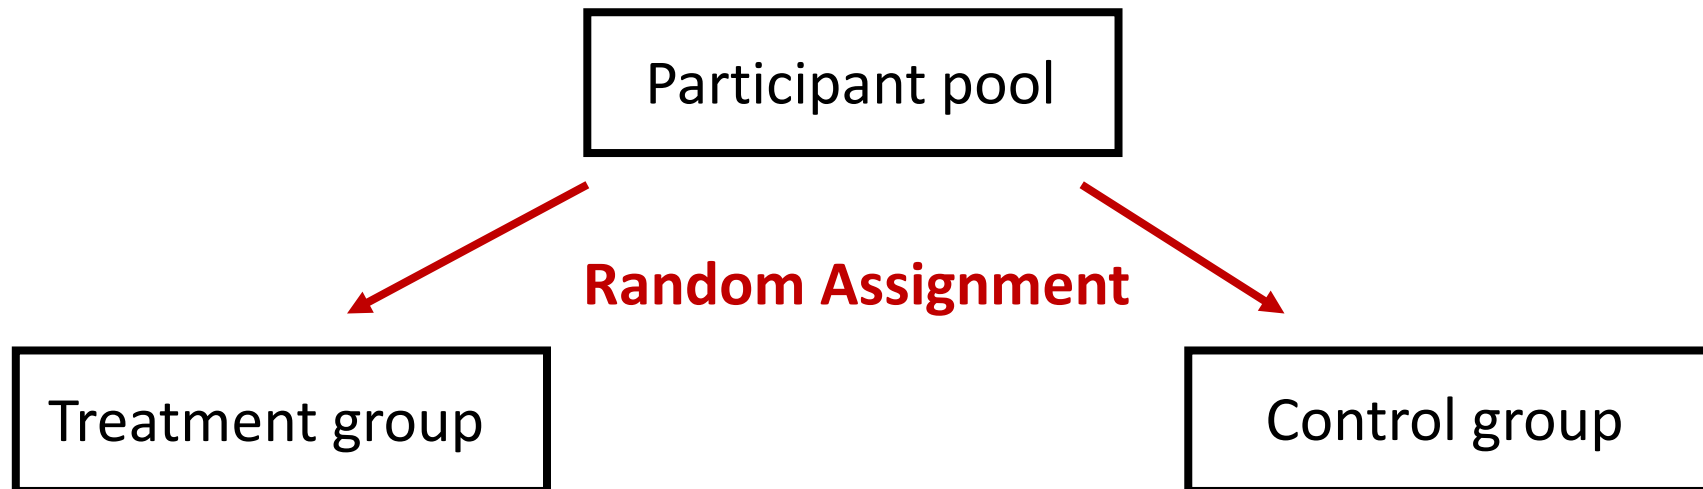 Participant pool
Random Assignment
Treatment group
Control group